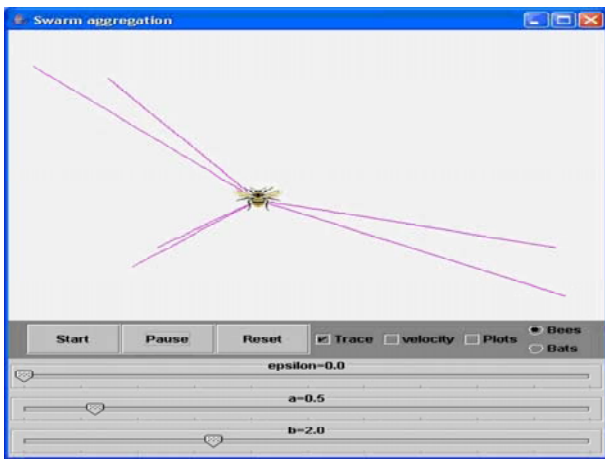 Swarm aggregation
Start Pause Reset Trace velocity Plots Bees
Bats
epsilon=0.0
a=0.5
b=2.0